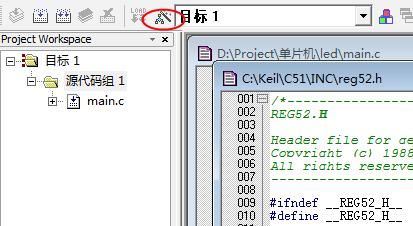 LOAD
目标 1
Project Workspace
目标 1
源代码组 1
main.c
D:\Project\单片机\led\main.c
C:\Keil\C51\INC\reg52.h
001 /*--------------------
002 REG52.H
003
004 Header file for ge
005 Copyright (c) 1988
006 All rights reserve
007 --------------------
008
009 #ifndef __REG52_H__
010 #define __REG52_H__